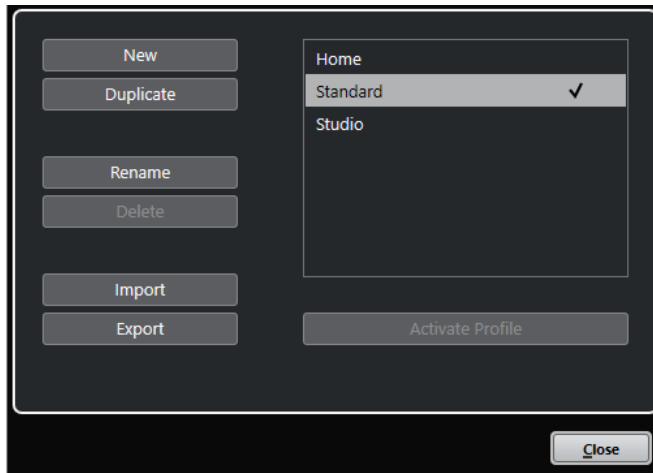 New
Duplicate
Rename
Delete
Import
Export
Home
Standard
Studio
Activate Profile
Close